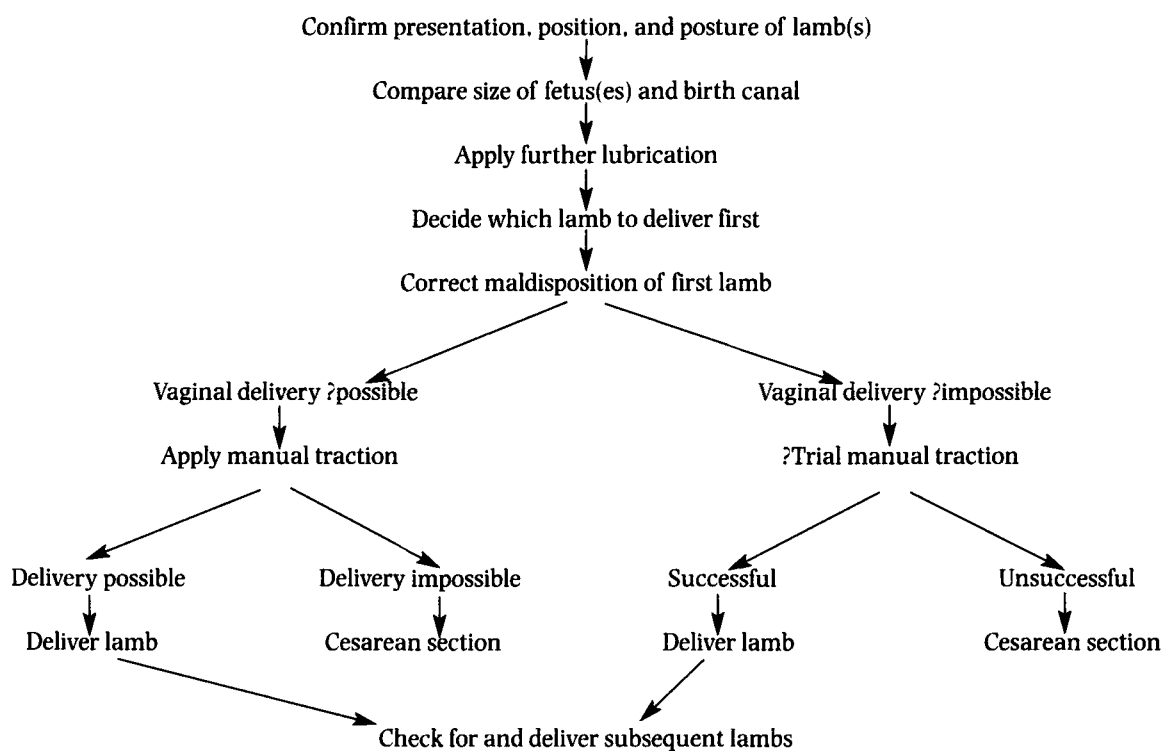 Confirm presentation, position, and posture of lamb(s)
Compare size of fetus(es) and birth canal
Apply further lubrication
Decide which lamb to deliver first
Correct maldisposition of first lamb
Vaginal delivery ?possible
Vaginal delivery ?impossible
Apply manual traction
?Trial manual traction
Delivery possible
Delivery impossible
Successful
Unsuccessful
Deliver lamb
Cesarean section
Deliver lamb
Cesarean section
Check for and deliver subsequent lambs